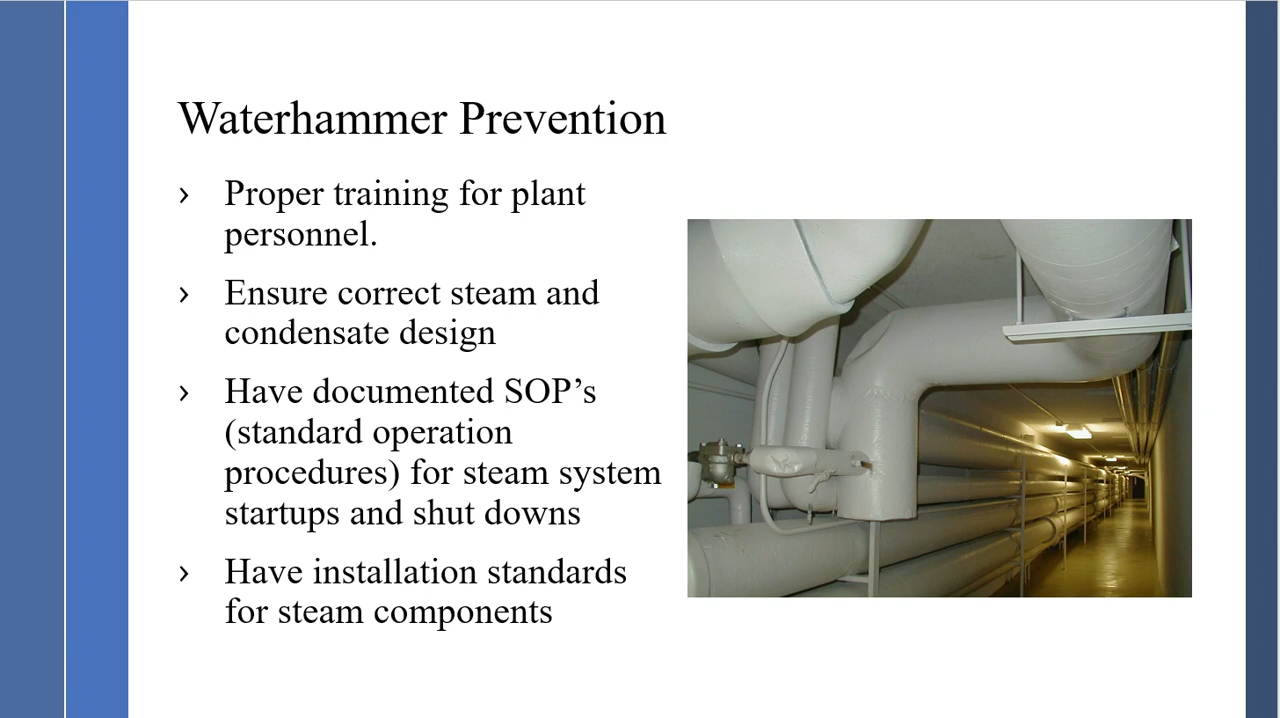 Waterhammer Prevention
› Proper training for plant
personnel.
› Ensure correct steam and
condensate design
› Have documented SOP’s
(standard operation
procedures) for steam system
startups and shut downs
› Have installation standards
for steam components